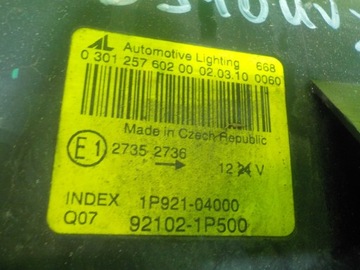 AL Automotive Lighting 668
0 301 257 602 00 02.03.10 0060
Made in Czech Republic
E1 2735 2736
12 24 V
INDEX 1P921-04000
Q07 92102-1P500